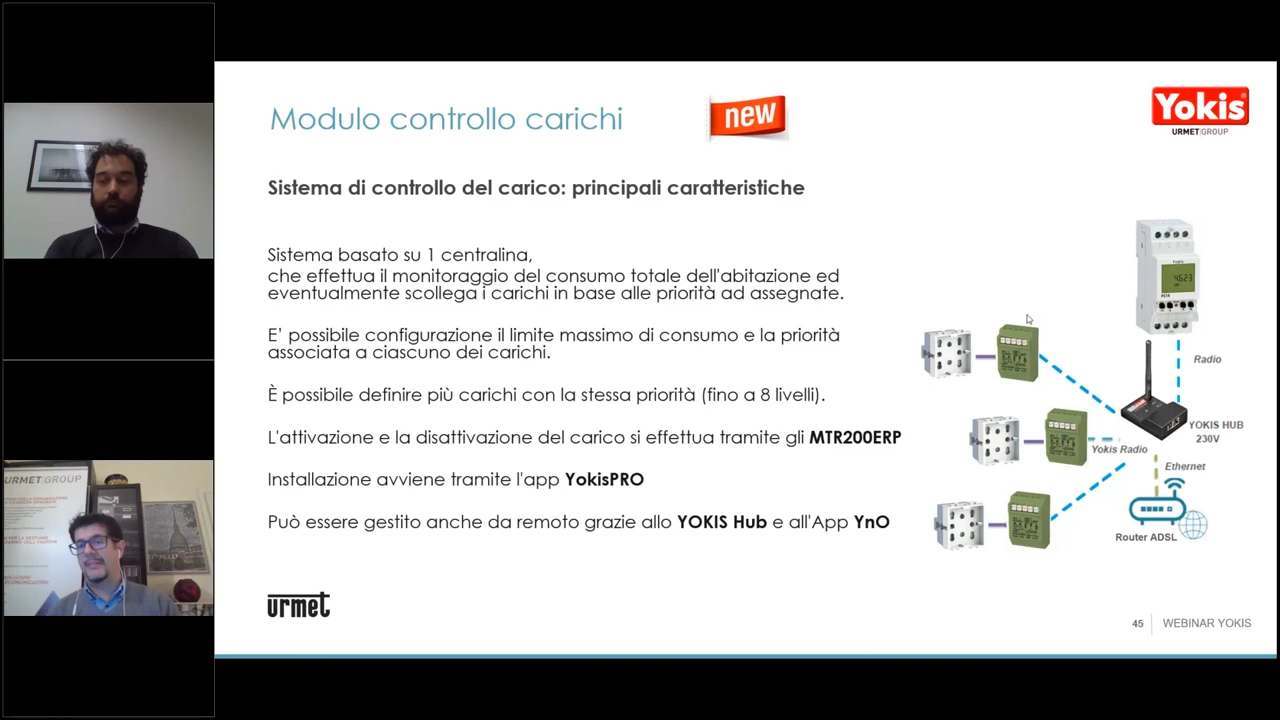 Modulo controllo carichi
new
Yokis
URMET|GROUP
Sistema di controllo del carico: principali caratteristiche
Sistema basato su 1 centralina,
che effettua il monitoraggio del consumo totale dell'abitazione ed
eventualmente scollega i carichi in base alle priorità ad assegnate.
E' possibile configurazione il limite massimo di consumo e la priorità
associata a ciascuno dei carichi.
È possibile definire più carichi con la stessa priorità (fino a 8 livelli).
L'attivazione e la disattivazione del carico si effettua tramite gli MTR200ERP
Installazione avviene tramite l'app YokisPRO
Può essere gestito anche da remoto grazie allo YOKIS Hub e all'App YnO
Radio
YOKIS HUB
230V
Yokis Radio
Ethernet
Router ADSL
urmet
45
WEBINAR YOKIS
URMET|GROUP